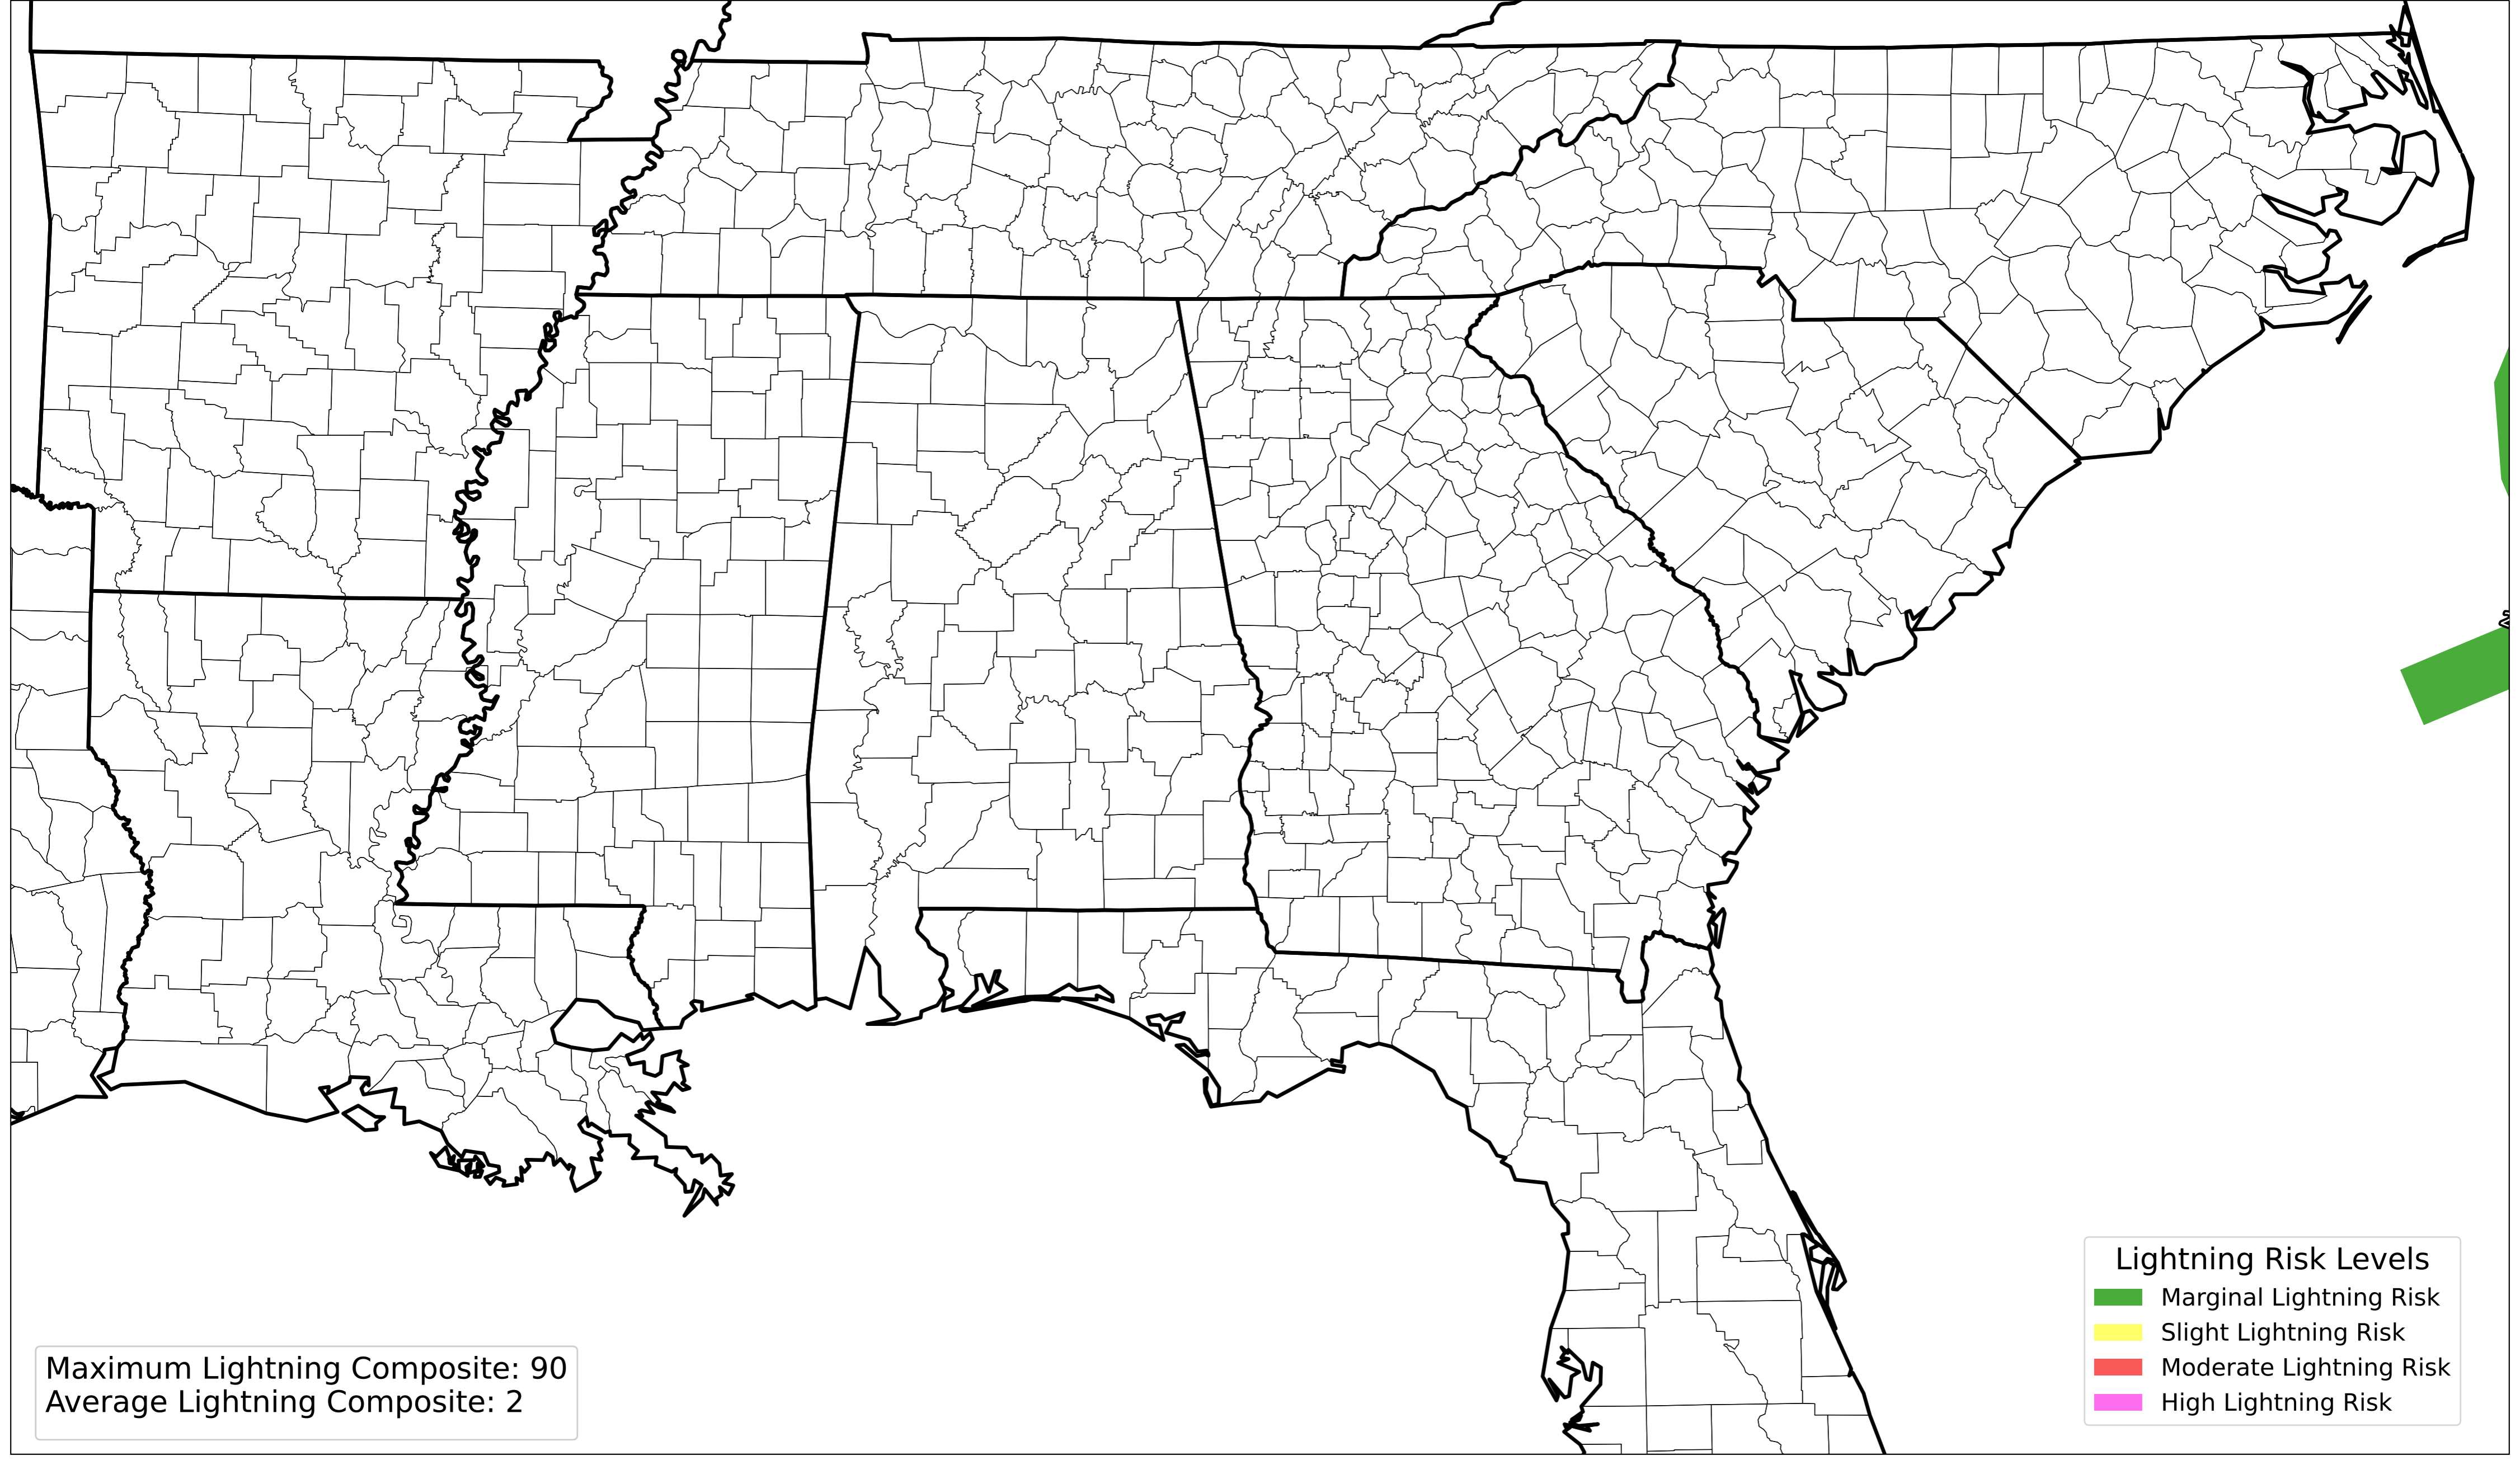 Lightning Risk Levels
Marginal Lightning Risk
Slight Lightning Risk
Moderate Lightning Risk
High Lightning Risk
Maximum Lightning Composite: 90
Average Lightning Composite: 2